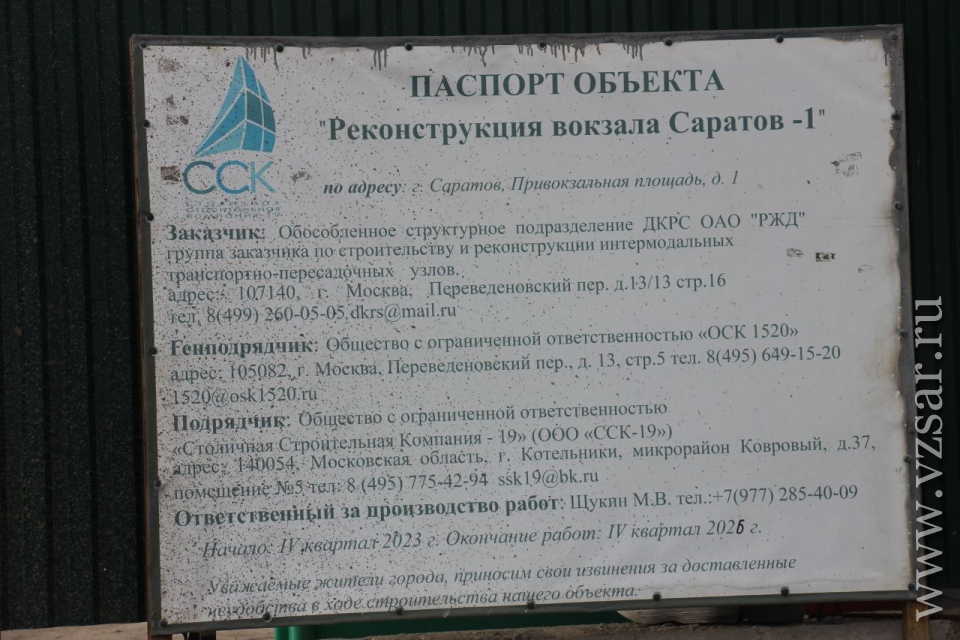 ПАСПОРТ ОБЪЕКТА
"Реконструкция вокзала Саратов -1"
ССК
по адресу: г. Саратов, Привокзальная площадь, д. 1
Заказчик: Обособленное структурное подразделение ДКРС ОАО "РЖД"
группа заказчика по строительству и реконструкции интермодальных
транспортно-пересадочных узлов.
адрес: 107140, г. Москва, Переведеновский пер. д.13/13 стр.16
тел. 8(499) 260-05-05 dkrs@mail.ru
Генподрядчик: Общество с ограниченной ответственностью «ОСК 1520»
адрес: 105082, г. Москва, Переведеновский пер., д. 13, стр.5 тел. 8(495) 649-15-20
1520@osk1520.ru
Подрядчик: Общество с ограниченной ответственностью
«Столичная Строительная Компания - 19» (ООО «ССК-19»)
адрес: 140054, Московская область, г. Котельники, микрорайон Ковровый, д.37,
помещение №5 тел: 8 (495) 775-42-94 ssk19@bk.ru
Ответственный за производство работ: Щукин М.В. тел.:+7(977) 285-40-09
Начало: IV квартал 2023 г. Окончание работ: IV квартал 2026 г.
Уважаемые жители города, приносим свои извинения за доставленные
неудобства в ходе строительства нашего объекта.
www.vzsar.ru